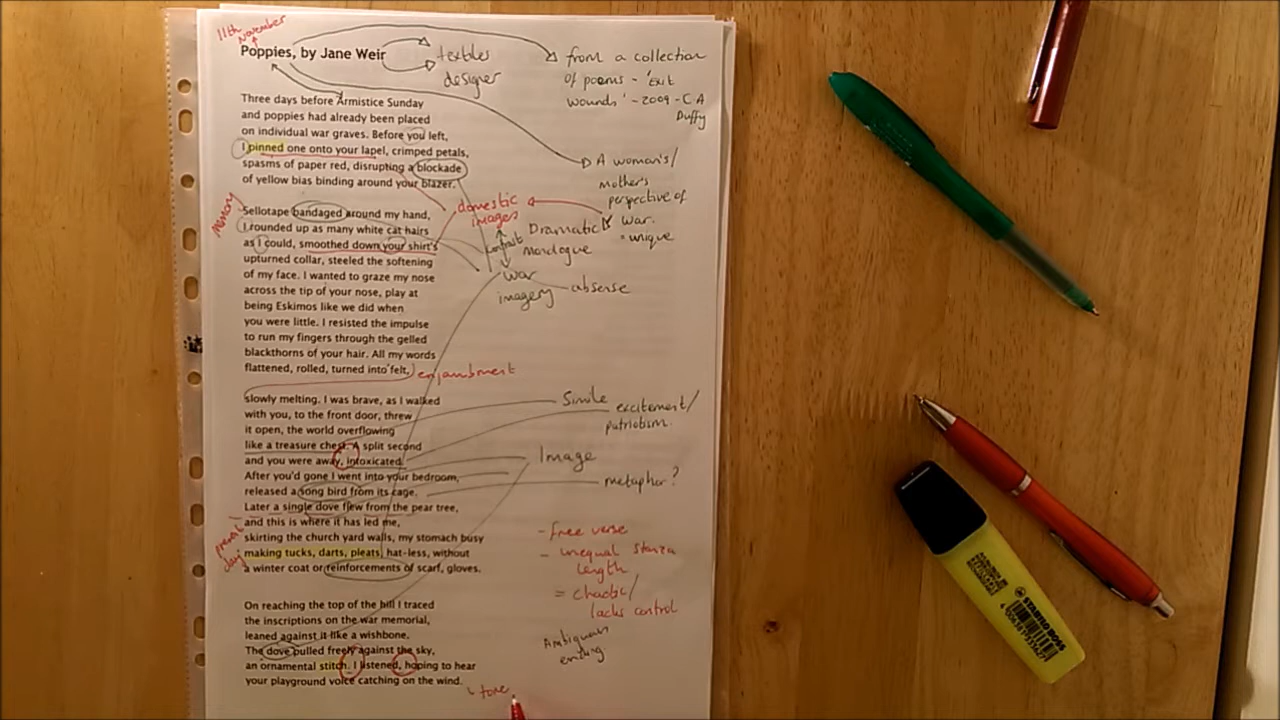 11th
November
Poppies, by Jane Weir
textiles
designer
from a collection
of poems - 'exit
wounds' - 2009 - C A
Duffy
Three days before Armistice Sunday
and poppies had already been placed
on individual war graves. Before you left,
I pinned one onto your lapel, crimped petals,
spasms of paper red, disrupting a blockade
of yellow bias binding around your blazer.
A woman's/
mother's
perspective of
war.
= unique
Memory
domestic
images
Contrast
Dramatic
monologue
war
imagery
absense
Sellotape bandaged around my hand,
I rounded up as many white cat hairs
as I could, smoothed down your shirt's
upturned collar, steeled the softening
of my face. I wanted to graze my nose
across the tip of your nose, play at
being Eskimos like we did when
you were little. I resisted the impulse
to run my fingers through the gelled
blackthorns of your hair. All my words
flattened, rolled, turned into felt,
enjambment
slowly melting. I was brave, as I walked
with you, to the front door, threw
it open, the world overflowing
like a treasure chest. A split second
and you were away, intoxicated.
After you'd gone I went into your bedroom,
released a song bird from its cage.
Later a single dove flew from the pear tree,
and this is where it has led me,
skirting the church yard walls, my stomach busy
making tucks, darts, pleats, hat-less, without
a winter coat or reinforcements of scarf, gloves.
Simile
excitement/
patriotism.
Image
metaphor?
present
day
- free verse
- unequal stanza
length
= chaotic/
lacks control
On reaching the top of the hill I traced
the inscriptions on the war memorial,
leaned against it like a wishbone.
The dove pulled freely against the sky,
an ornamental stitch. I listened, hoping to hear
your playground voice catching on the wind.
Ambiguous
ending
tone
STABILO BOSS